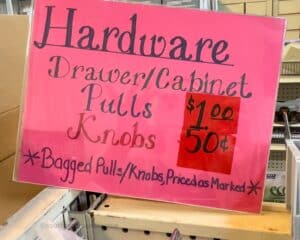 Hardware
Drawer/Cabinet
Pulls $1.00
Knobs 50¢
*Bagged Pulls/Knobs, Priced as Marked*